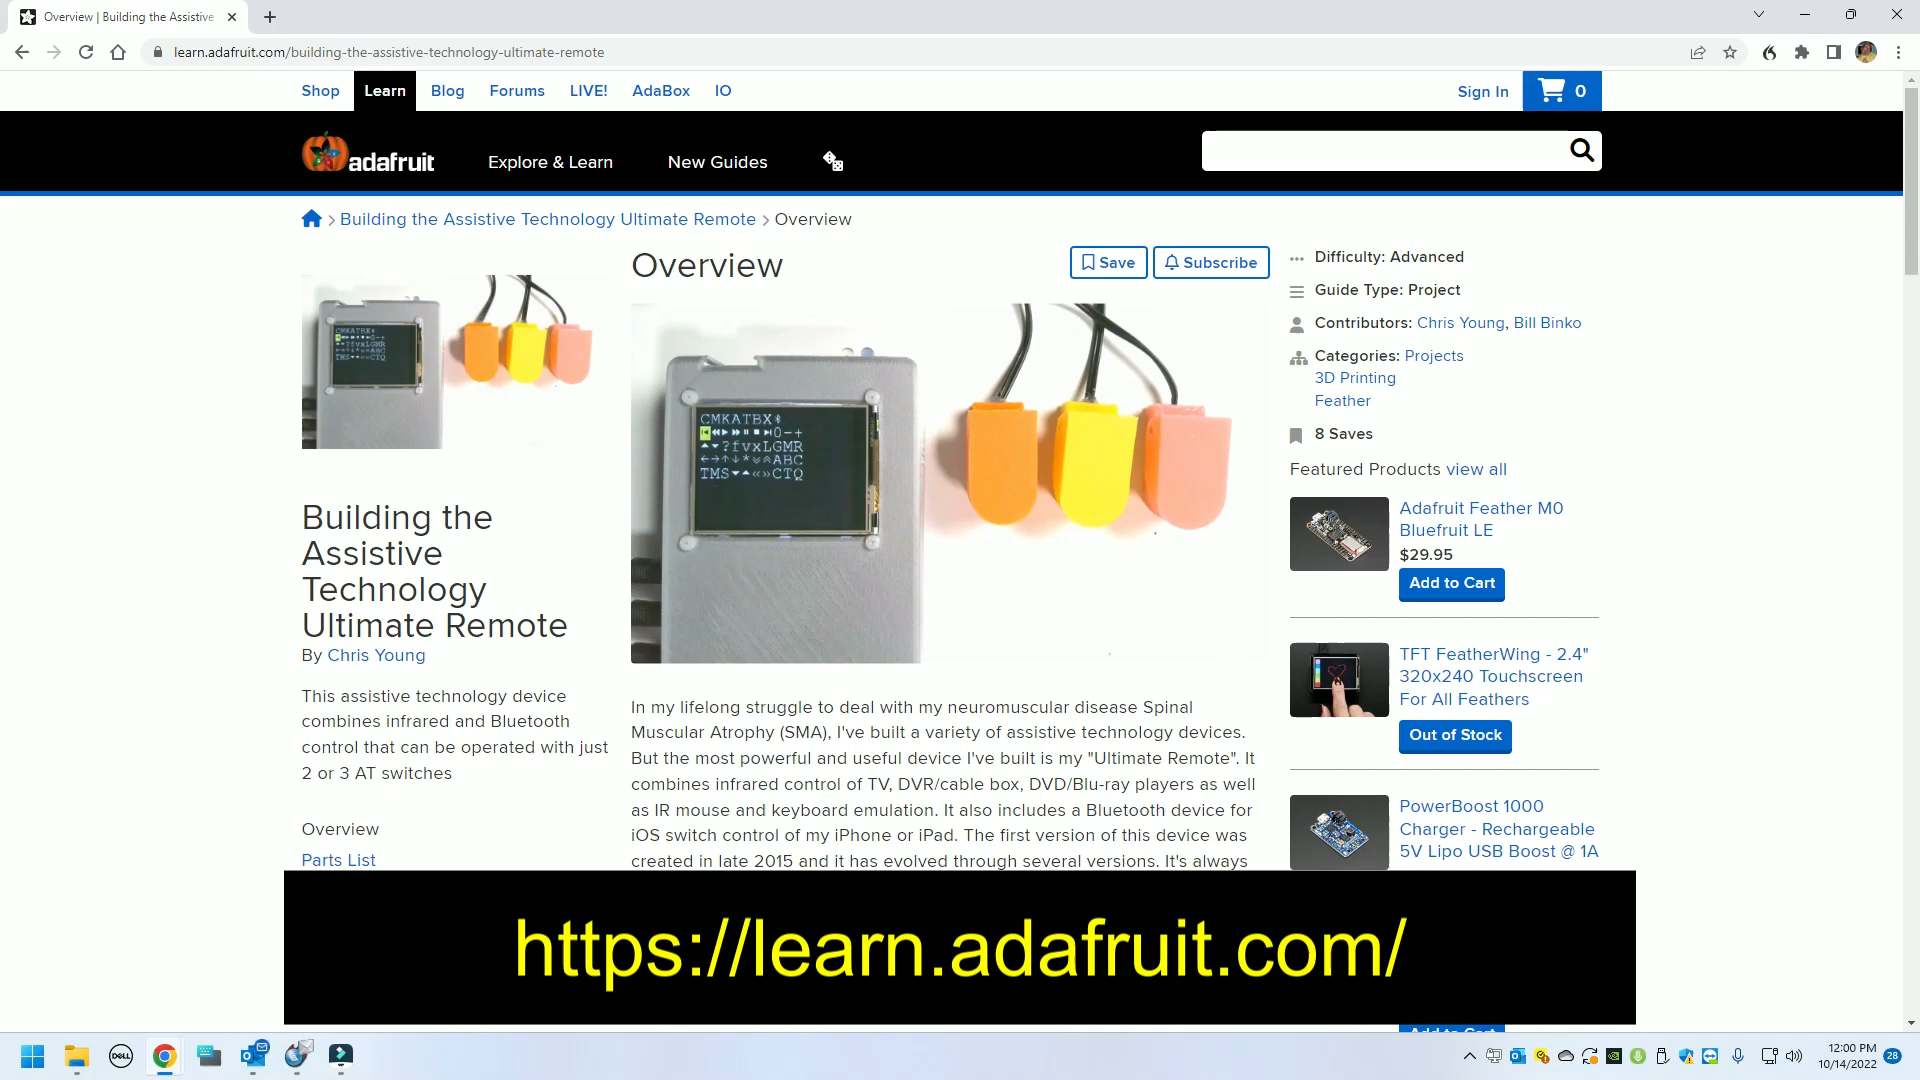 Overview | Building the Assistive
learn.adafruit.com/building-the-assistive-technology-ultimate-remote
Shop Learn Blog Forums LIVE! AdaBox IO Sign In 0
adafruit Explore & Learn New Guides
Building the Assistive Technology Ultimate Remote > Overview
Overview
Save Subscribe
CMKATBX
Building the
Assistive
Technology
Ultimate Remote
By Chris Young
This assistive technology device
combines infrared and Bluetooth
control that can be operated with just
2 or 3 AT switches
Overview
Parts List
In my lifelong struggle to deal with my neuromuscular disease Spinal
Muscular Atrophy (SMA), I've built a variety of assistive technology devices.
But the most powerful and useful device I've built is my "Ultimate Remote". It
combines infrared control of TV, DVR/cable box, DVD/Blu-ray players as well
as IR mouse and keyboard emulation. It also includes a Bluetooth device for
iOS switch control of my iPhone or iPad. The first version of this device was
created in late 2015 and it has evolved through several versions. It's always
Difficulty: Advanced
Guide Type: Project
Contributors: Chris Young, Bill Binko
Categories: Projects
3D Printing
Feather
8 Saves
Featured Products view all
Adafruit Feather M0
Bluefruit LE
$29.95
Add to Cart
TFT FeatherWing - 2.4"
320x240 Touchscreen
For All Feathers
Out of Stock
PowerBoost 1000
Charger - Rechargeable
5V Lipo USB Boost @ 1A
https://learn.adafruit.com/
Add to Cart
DELL
12:00 PM
10/14/2022
28